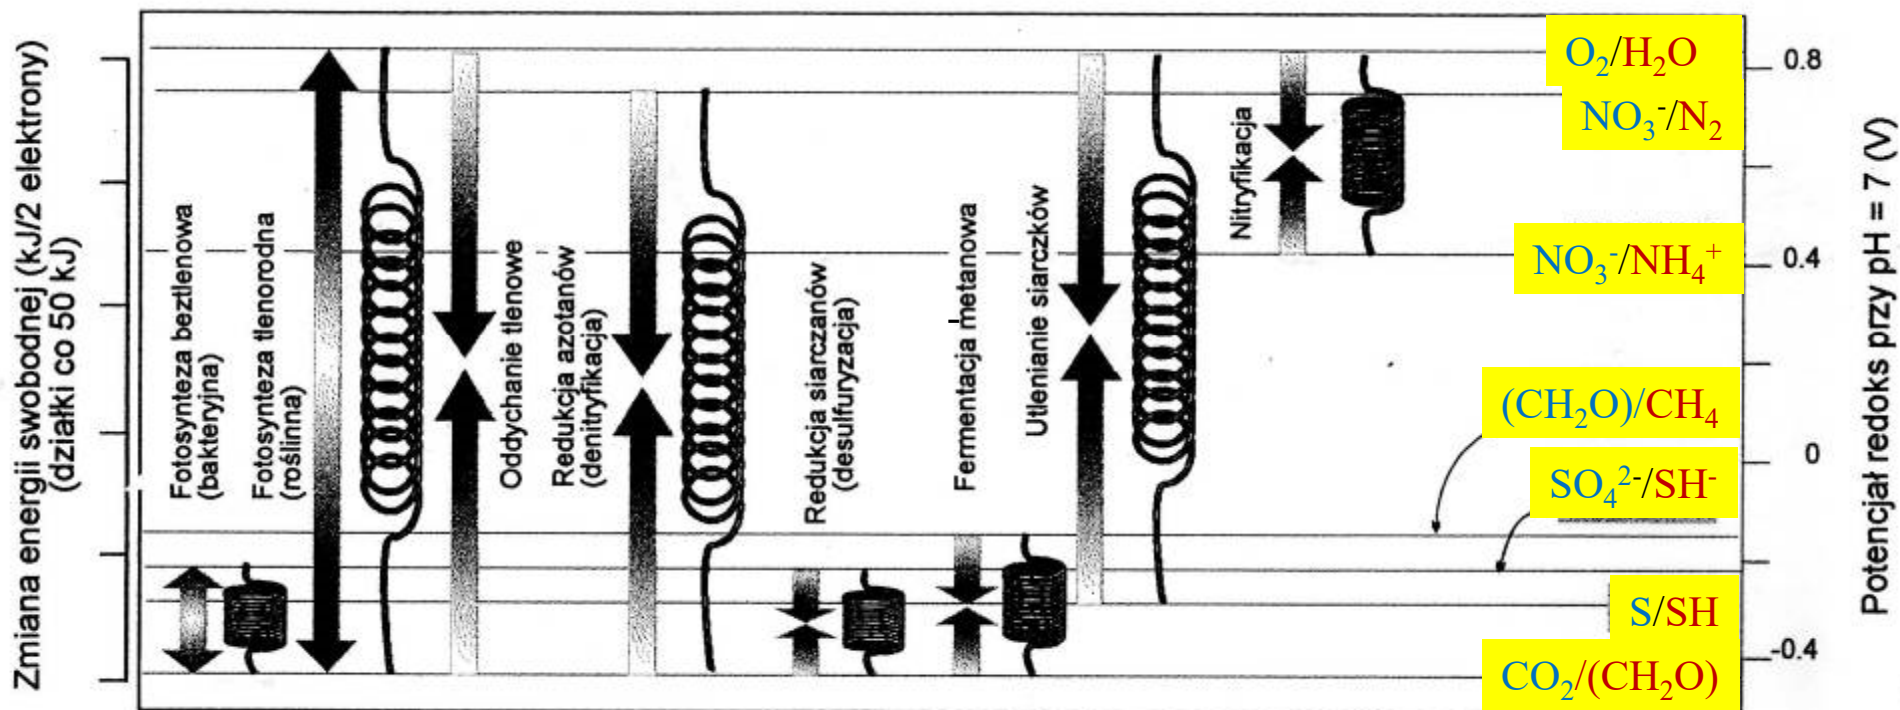 Zmiana energii swobodnej (kJ/2 elektrony)
(działki co 50 kJ)
Fotosynteza beztlenowa
(bakteryjna)
Fotosynteza tlenorodna
(roślinna)
Oddychanie tlenowe
Redukcja azotanów
(denitryfikacja)
Redukcja siarczanów
(desulfuryzacja)
Fermentacja metanowa
Utlenianie siarczków
Nitryfikacja
O₂/H₂O
NO₃⁻/N₂
NO₃⁻/NH₄⁺
(CH₂O)/CH₄
SO₄²⁻/SH⁻
S/SH
CO₂/(CH₂O)
0.8
0.4
0
-0.4
Potencjał redoks przy pH = 7 (V)